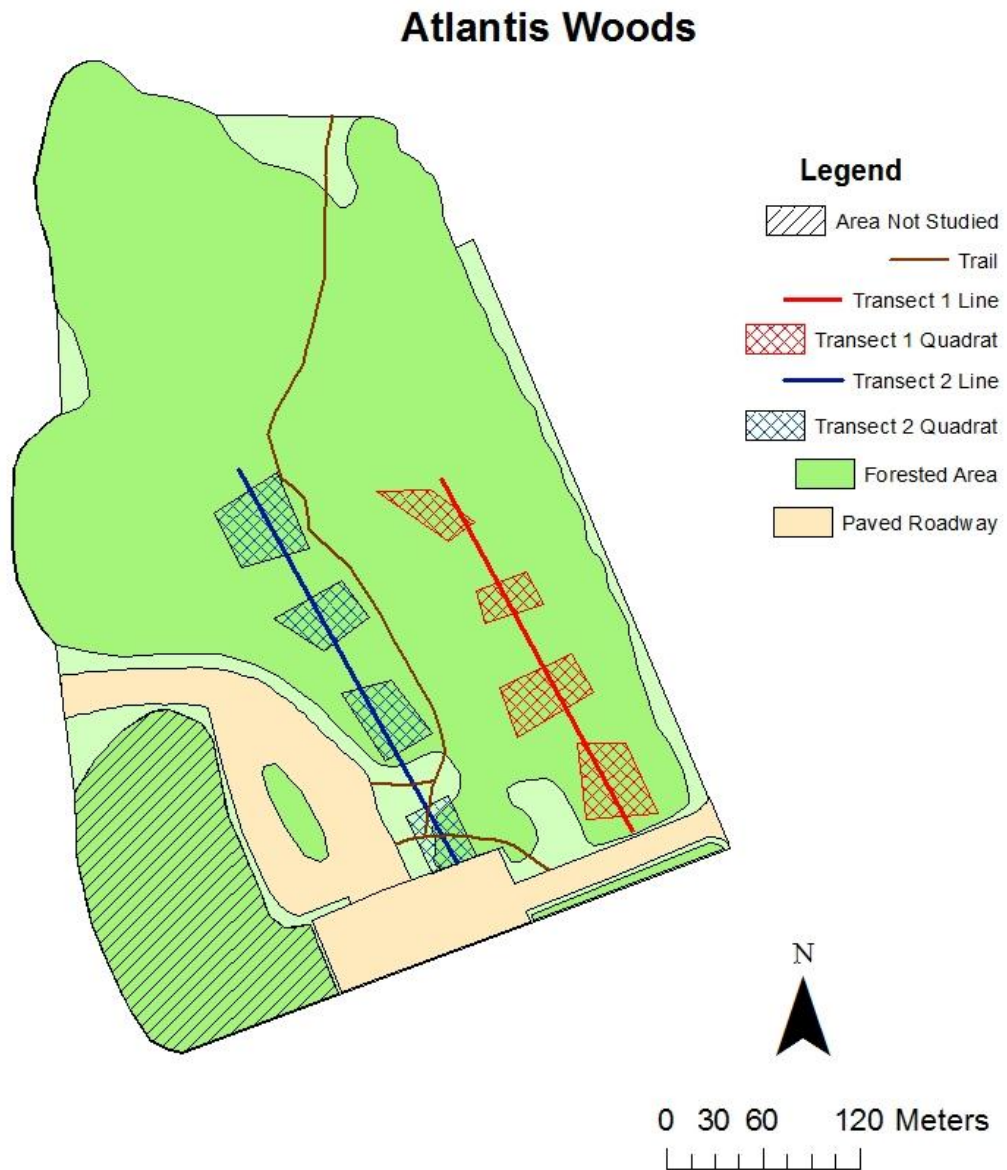 Atlantis Woods
Legend
Area Not Studied
Trail
Transect 1 Line
Transect 1 Quadrat
Transect 2 Line
Transect 2 Quadrat
Forested Area
Paved Roadway
N
0 30 60 120 Meters